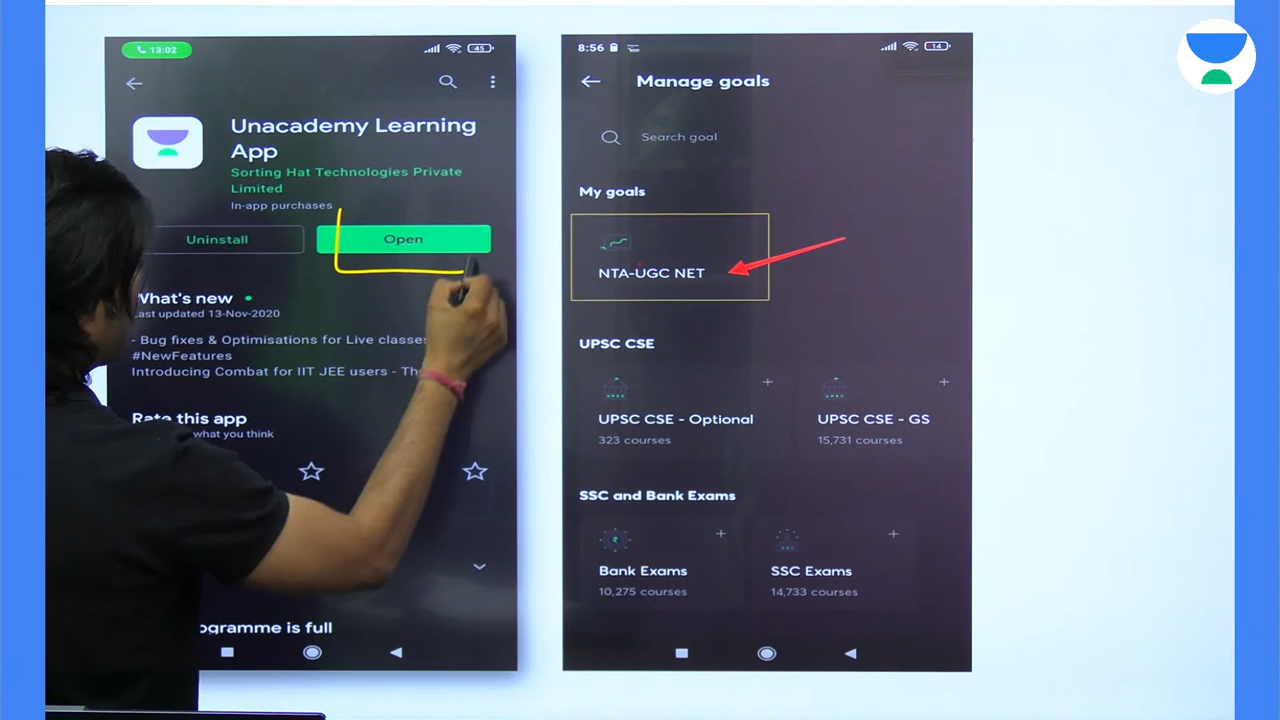 13:02
45
Unacademy Learning
App
Sorting Hat Technologies Private
Limited
In-app purchases
Uninstall
Open
What's new
Last updated 13-Nov-2020
- Bug fixes & Optimisations for Live classes
#NewFeatures
Introducing Combat for IIT JEE users - Th
Rate this app
what you think
ogramme is full
8:56
14
Manage goals
Search goal
My goals
NTA-UGC NET
UPSC CSE
UPSC CSE - Optional
323 courses
UPSC CSE - GS
15,731 courses
SSC and Bank Exams
Bank Exams
10,275 courses
SSC Exams
14,733 courses